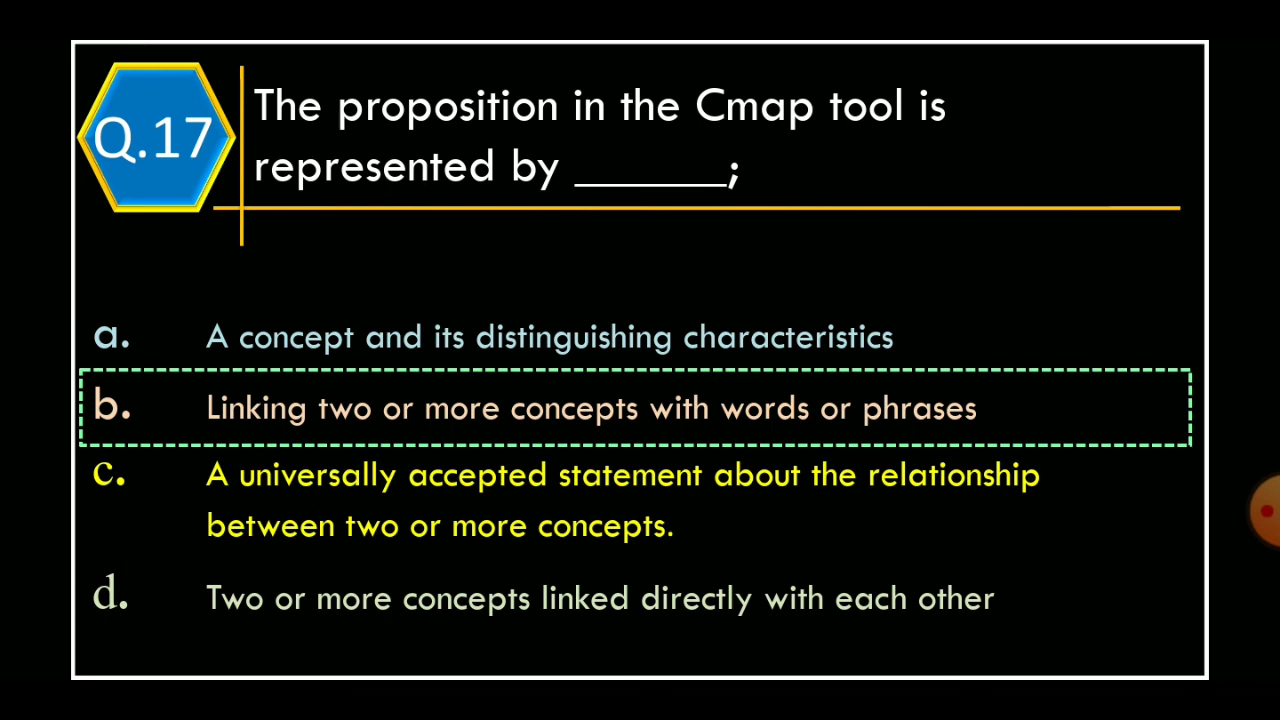 Q.17
The proposition in the Cmap tool is
represented by _______;
a. A concept and its distinguishing characteristics
b. Linking two or more concepts with words or phrases
c. A universally accepted statement about the relationship
between two or more concepts.
d. Two or more concepts linked directly with each other